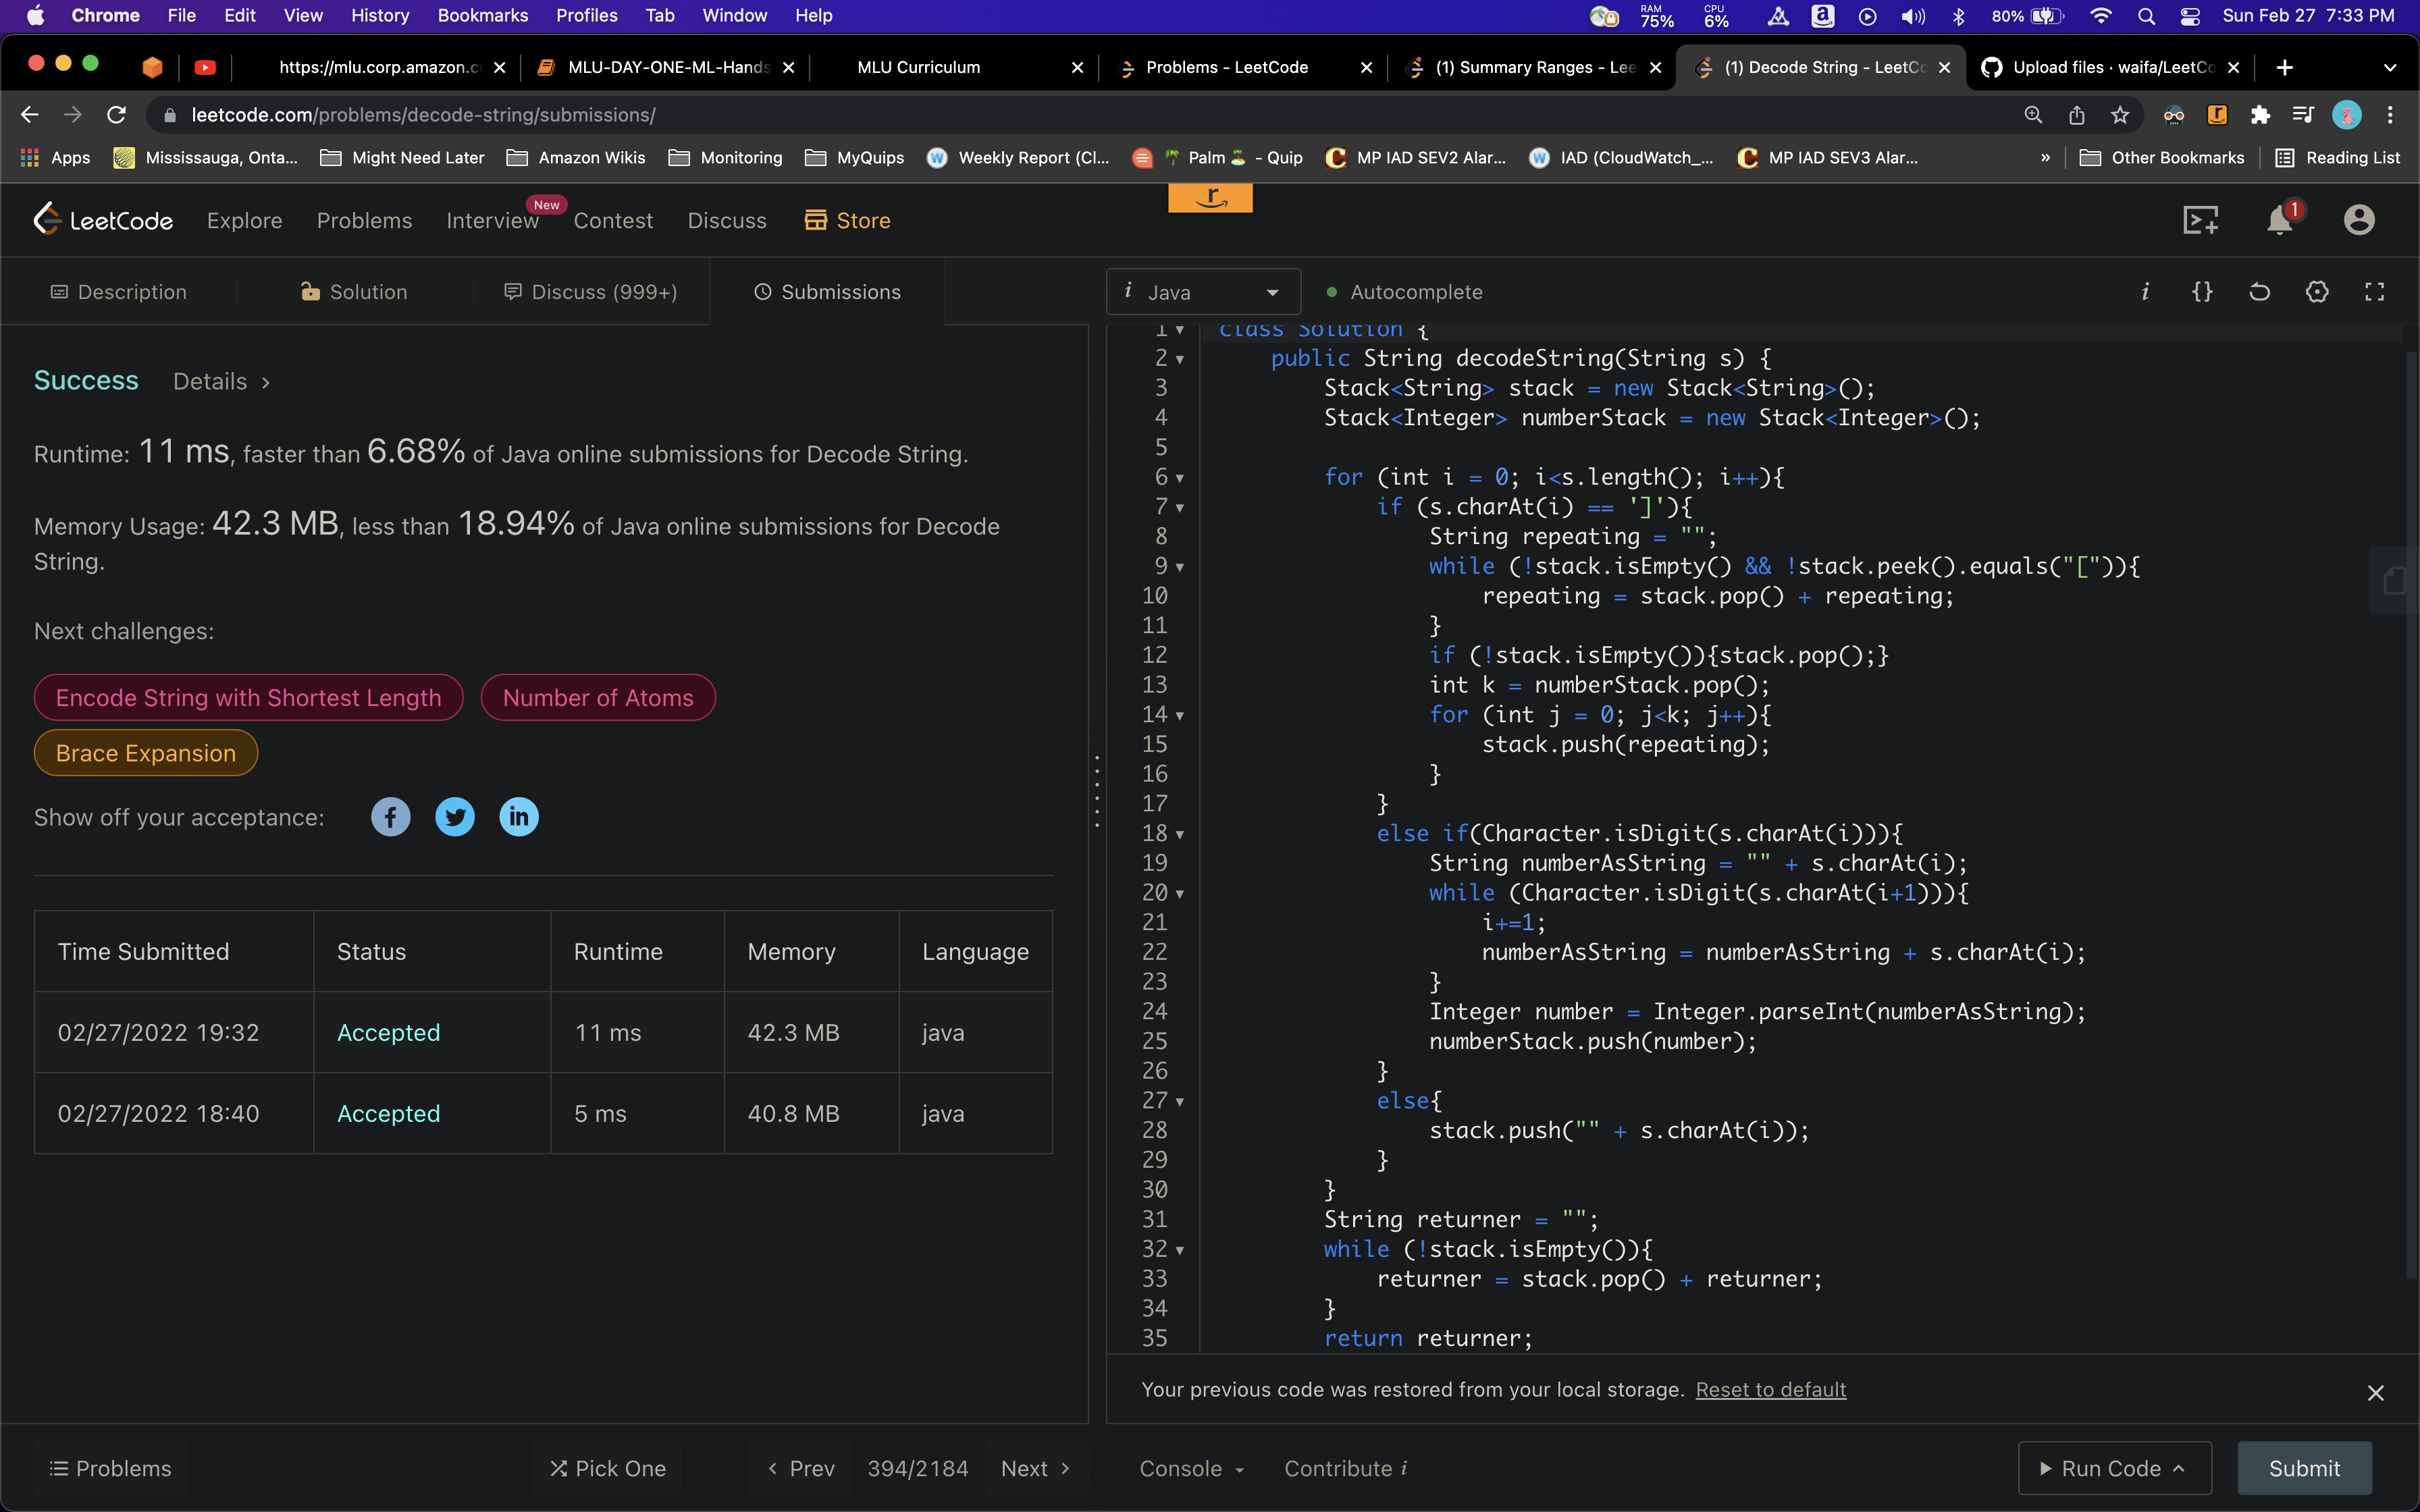 Chrome File Edit View History Bookmarks Profiles Tab Window Help RAM 75% CPU 6% 80% Sun Feb 27 7:33 PM
https://mlu.corp.amazon.c MLU-DAY-ONE-ML-Hands MLU Curriculum Problems - LeetCode (1) Summary Ranges - Lee (1) Decode String - LeetCo Upload files · waifa/LeetCo
leetcode.com/problems/decode-string/submissions/
Apps Mississauga, Onta... Might Need Later Amazon Wikis Monitoring MyQuips Weekly Report (Cl... Palm - Quip MP IAD SEV2 Alar... IAD (CloudWatch_... MP IAD SEV3 Alar... » Other Bookmarks Reading List
LeetCode Explore Problems Interview New Contest Discuss Store r 1
Description Solution Discuss (999+) Submissions
i Java Autocomplete i {}
Success Details >
Runtime: 11 ms, faster than 6.68% of Java online submissions for Decode String.
Memory Usage: 42.3 MB, less than 18.94% of Java online submissions for Decode
String.
Next challenges:
Encode String with Shortest Length Number of Atoms
Brace Expansion
Show off your acceptance: f in
Time Submitted Status Runtime Memory Language
02/27/2022 19:32 Accepted 11 ms 42.3 MB java
02/27/2022 18:40 Accepted 5 ms 40.8 MB java
1 class Solution {
2 public String decodeString(String s) {
3 Stack<String> stack = new Stack<String>();
4 Stack<Integer> numberStack = new Stack<Integer>();
5
6 for (int i = 0; i<s.length(); i++){
7 if (s.charAt(i) == ']'){
8 String repeating = "";
9 while (!stack.isEmpty() && !stack.peek().equals("[")){
10 repeating = stack.pop() + repeating;
11 }
12 if (!stack.isEmpty()){stack.pop();}
13 int k = numberStack.pop();
14 for (int j = 0; j<k; j++){
15 stack.push(repeating);
16 }
17 }
18 else if(Character.isDigit(s.charAt(i))){
19 String numberAsString = "" + s.charAt(i);
20 while (Character.isDigit(s.charAt(i+1))){
21 i+=1;
22 numberAsString = numberAsString + s.charAt(i);
23 }
24 Integer number = Integer.parseInt(numberAsString);
25 numberStack.push(number);
26 }
27 else{
28 stack.push("" + s.charAt(i));
29 }
30 }
31 String returner = "";
32 while (!stack.isEmpty()){
33 returner = stack.pop() + returner;
34 }
35 return returner;
Your previous code was restored from your local storage. Reset to default
Problems Pick One < Prev 394/2184 Next > Console Contribute i Run Code Submit